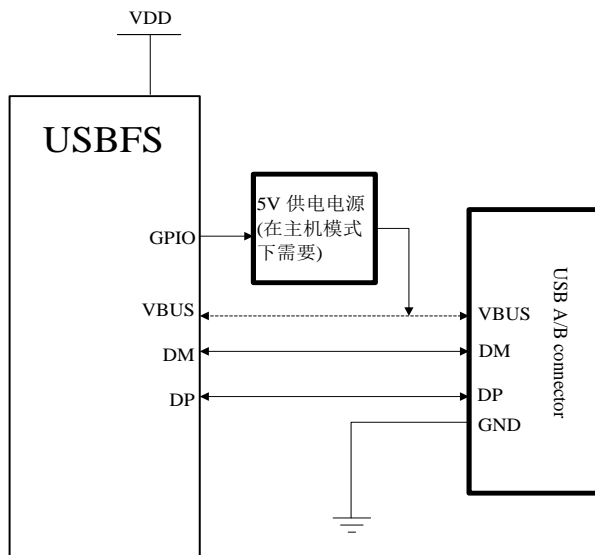 VDD
USBFS
5V 供电电源
(在主机模式
下需要)
GPIO
VBUS
DM
DP
VBUS
DM
DP
GND
USB A/B connector